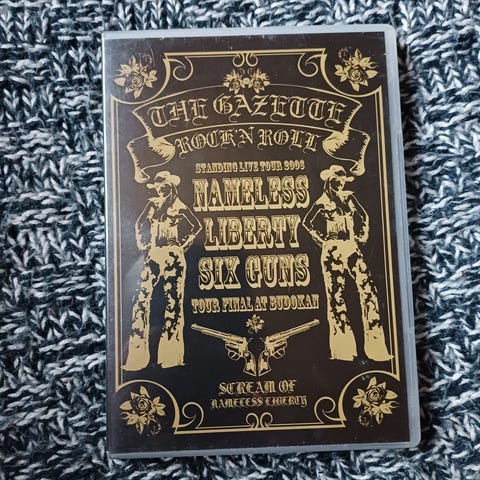 THE GAZETTE
ROCK'N ROLL
STANDING LIVE TOUR 2006
NAMELESS
LIBERTY
SIX GUNS
TOUR FINAL AT BUDOKAN
SCREAM OF
NAMELESS LIBERTY